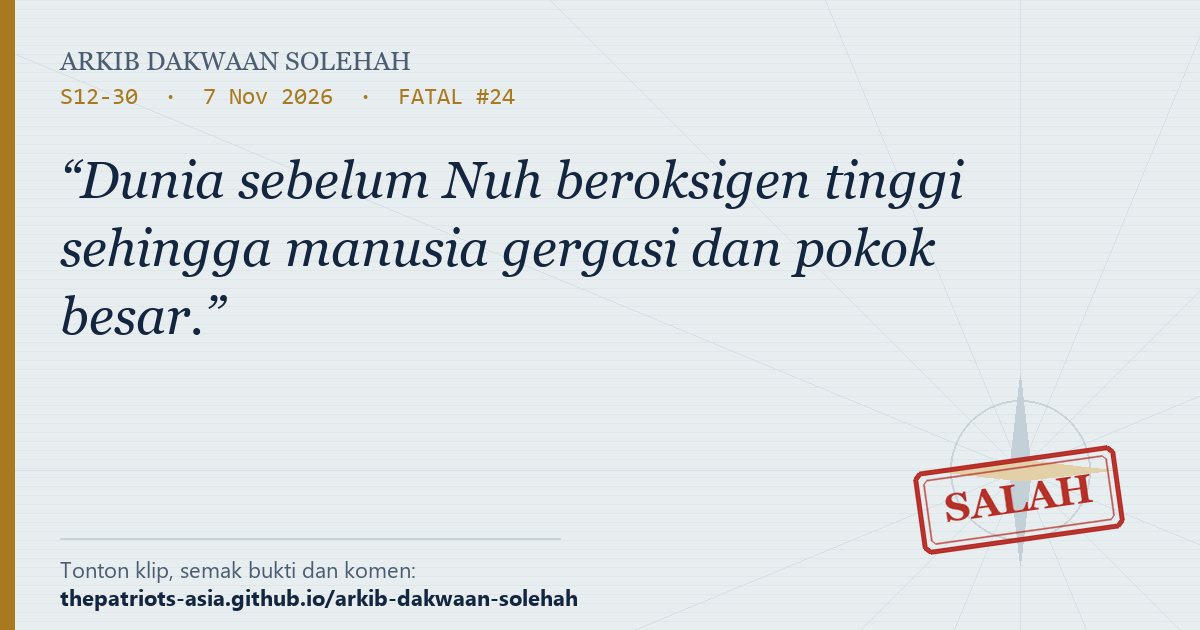 ARKIB DAKWAAN SOLEHAH
S12-30 · 7 Nov 2026 · FATAL #24
“Dunia sebelum Nuh beroksigen tinggi
sehingga manusia gergasi dan pokok
besar.”
SALAH
Tonton klip, semak bukti dan komen:
thepatriots-asia.github.io/arkib-dakwaan-solehah